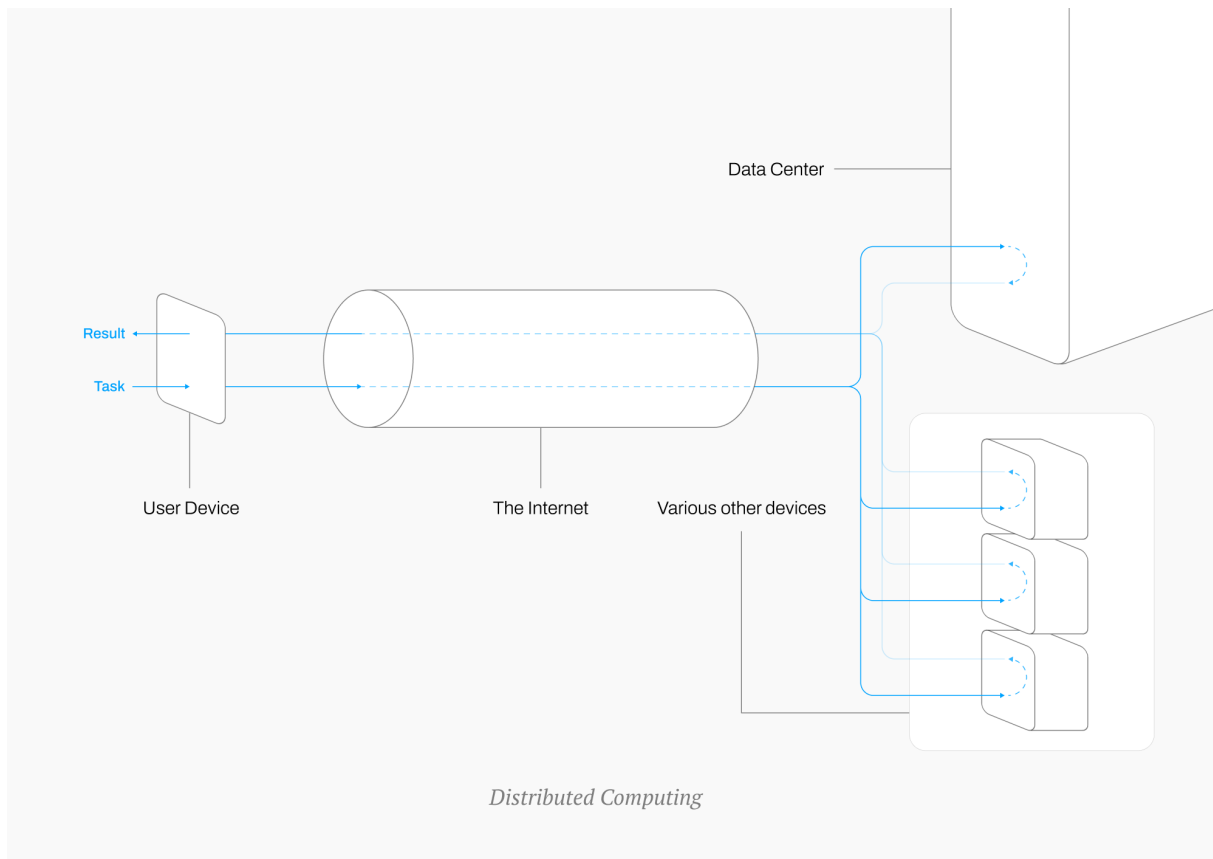 Data Center
Result
Task
User Device
The Internet
Various other devices
Distributed Computing